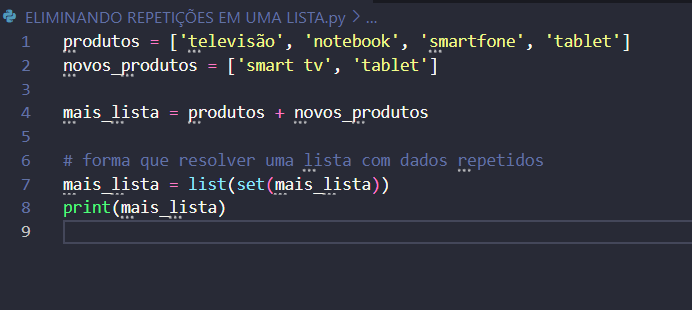 ELIMINANDO REPETIÇÕES EM UMA LISTA.py > ...
1 produtos = ['televisão', 'notebook', 'smartfone', 'tablet']
2 novos_produtos = ['smart tv', 'tablet']
3
4 mais_lista = produtos + novos_produtos
5
6 # forma que resolver uma lista com dados repetidos
7 mais_lista = list(set(mais_lista))
8 print(mais_lista)
9